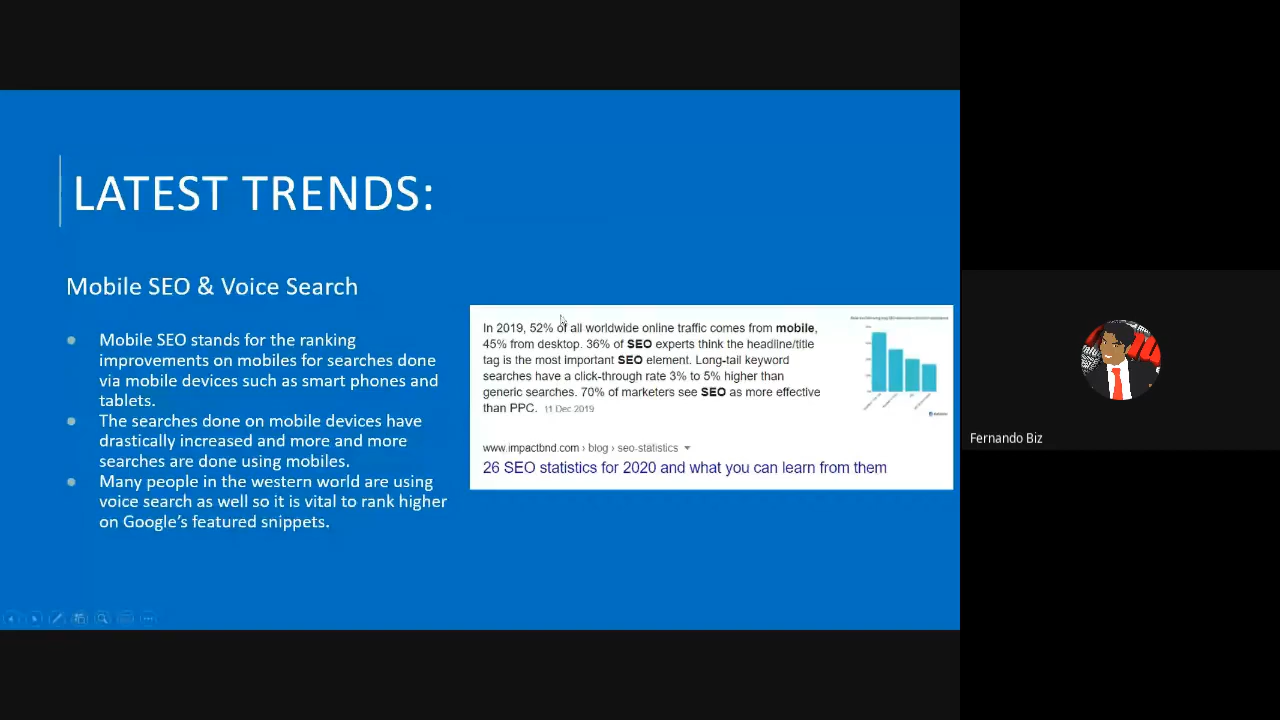 LATEST TRENDS:
Mobile SEO & Voice Search
Mobile SEO stands for the ranking
improvements on mobiles for searches done
via mobile devices such as smart phones and
tablets.
The searches done on mobile devices have
drastically increased and more and more
searches are done using mobiles.
Many people in the western world are using
voice search as well so it is vital to rank higher
on Google's featured snippets.
In 2019, 52% of all worldwide online traffic comes from mobile,
45% from desktop. 36% of SEO experts think the headline/title
tag is the most important SEO element. Long-tail keyword
searches have a click-through rate 3% to 5% higher than
generic searches. 70% of marketers see SEO as more effective
than PPC. 11 Dec 2019
www.impactbnd.com › blog › seo-statistics
26 SEO statistics for 2020 and what you can learn from them
Fernando Biz